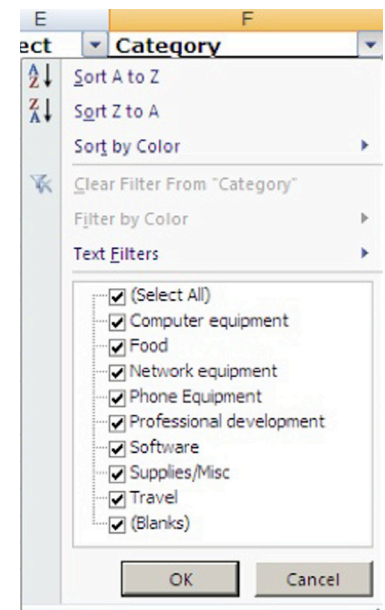 E F
ect Category
Sort A to Z
Sort Z to A
Sort by Color
Clear Filter From "Category"
Filter by Color
Text Filters
(Select All)
Computer equipment
Food
Network equipment
Phone Equipment
Professional development
Software
Supplies/Misc
Travel
(Blanks)
OK Cancel